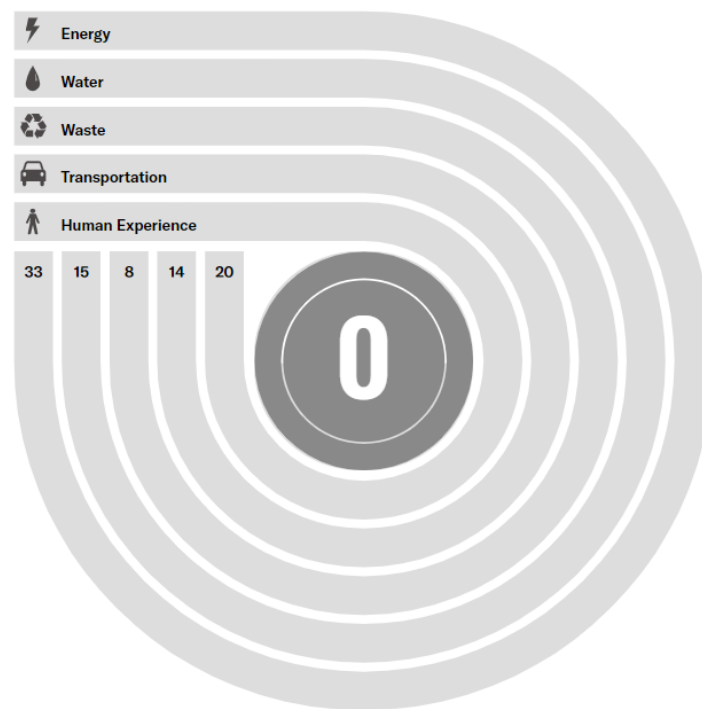 Energy
Water
Waste
Transportation
Human Experience
33 15 8 14 20
0